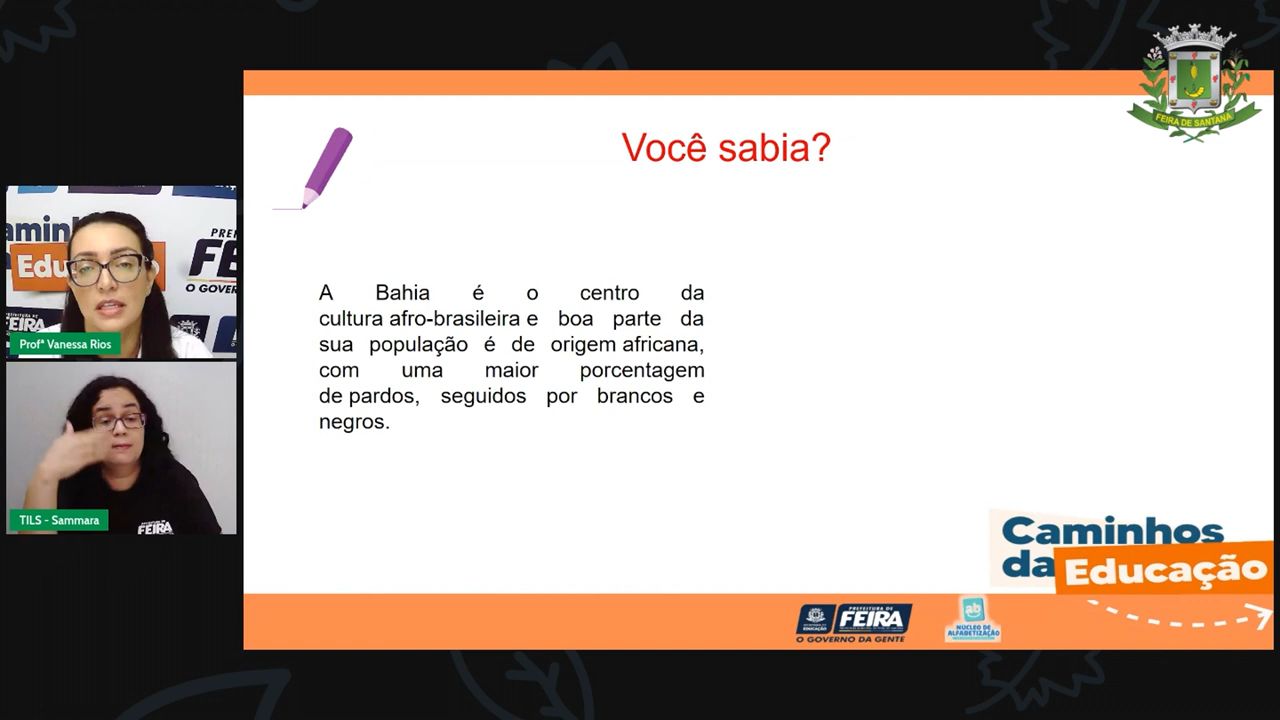 FEIRA DE SANTANA
Você sabia?
A Bahia é o centro da
cultura afro-brasileira e boa parte da
sua população é de origem africana,
com uma maior porcentagem
de pardos, seguidos por brancos e
negros.
Profª Vanessa Rios
TILS - Sammara
FEIRA
Caminhos
da Educação
PREFEITURA DE
FEIRA
O GOVERNO DA GENTE
EDUCAÇÃO
ab
NÚCLEO DE
ALFABETIZAÇÃO